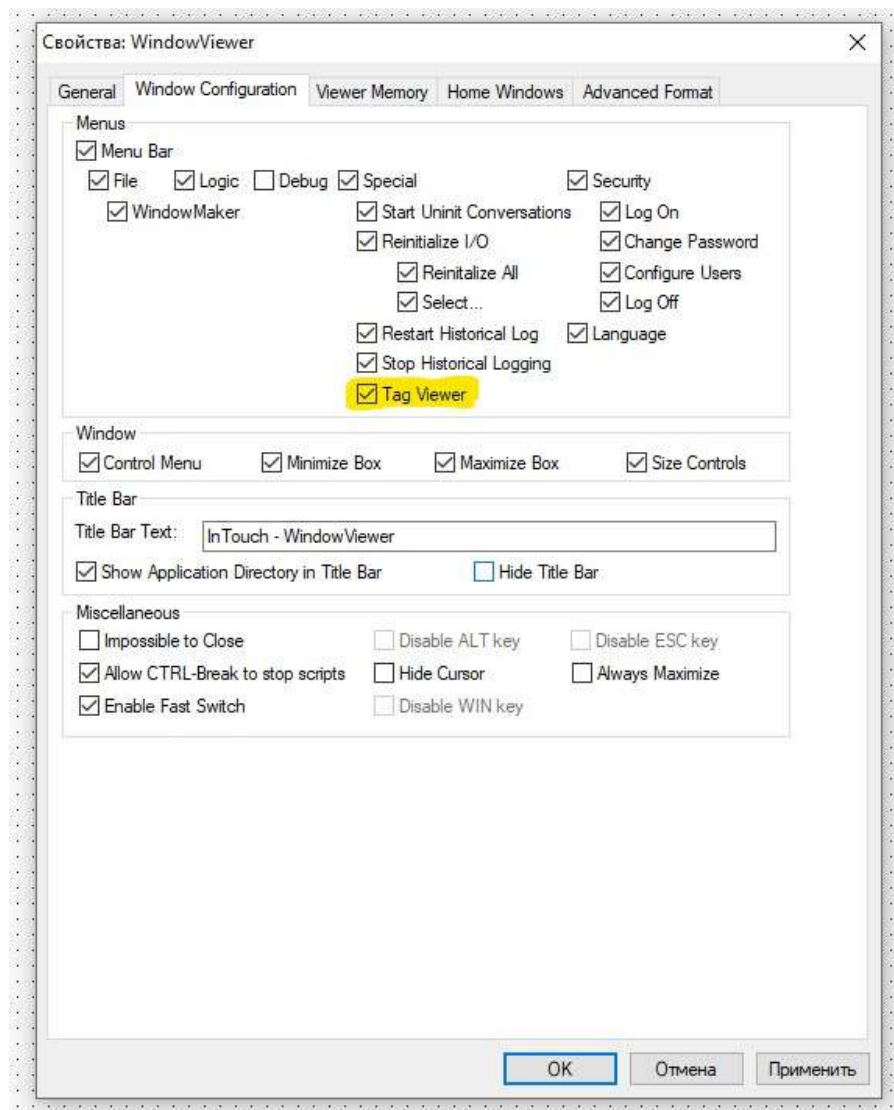 Свойства: WindowViewer
General Window Configuration Viewer Memory Home Windows Advanced Format
Menus
Menu Bar
File Logic Debug Special Security
WindowMaker Start Uninit Conversations Log On
Reinitialize I/O Change Password
Reinitalize All Configure Users
Select... Log Off
Restart Historical Log Language
Stop Historical Logging
Tag Viewer
Window
Control Menu Minimize Box Maximize Box Size Controls
Title Bar
Title Bar Text: InTouch - WindowViewer
Show Application Directory in Title Bar Hide Title Bar
Miscellaneous
Impossible to Close Disable ALT key Disable ESC key
Allow CTRL-Break to stop scripts Hide Cursor Always Maximize
Enable Fast Switch Disable WIN key
OK Отмена Применить